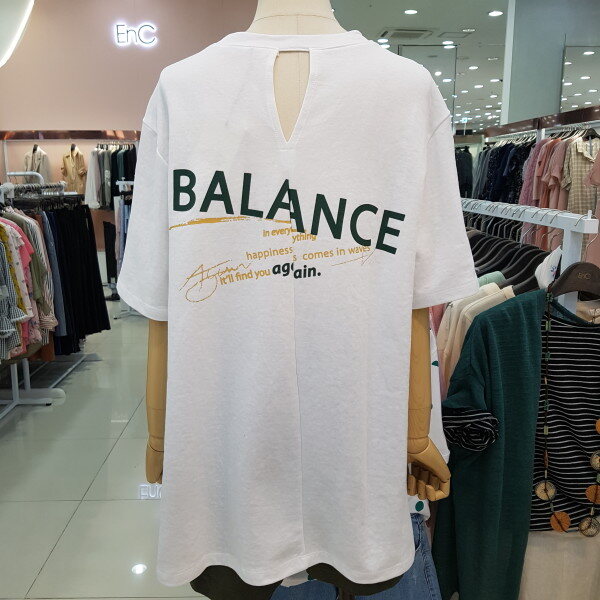 EnC
BALANCE
in everything
happiness comes in waves
it'll find you again.